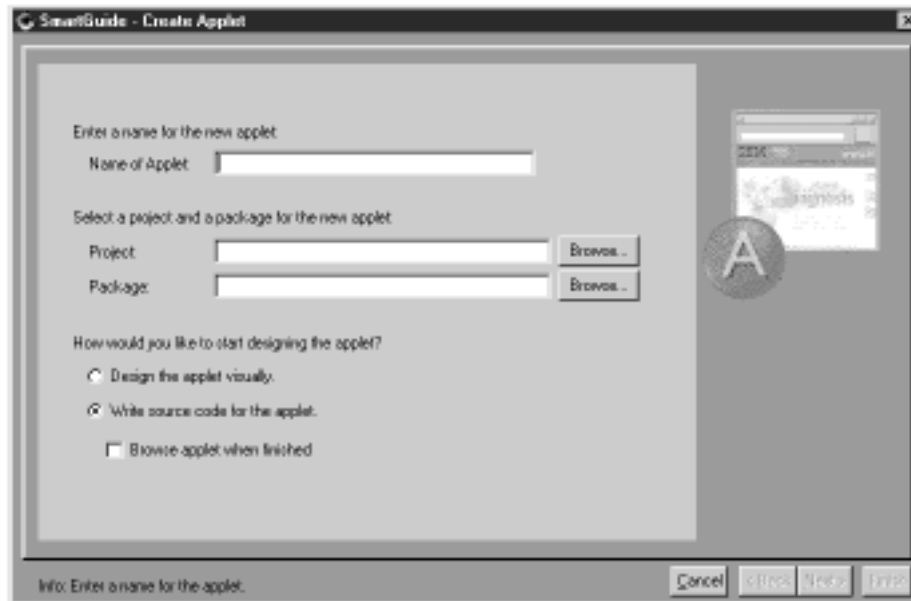 SmartGuide - Create Applet
Enter a name for the new applet
Name of Applet
Select a project and a package for the new applet
Project:
Browse...
Package:
Browse...
How would you like to start designing the applet?
Design the applet visually.
Write source code for the applet.
Browse applet when finished
A
Info: Enter a name for the applet.
Cancel
< Back
Next >
Finish